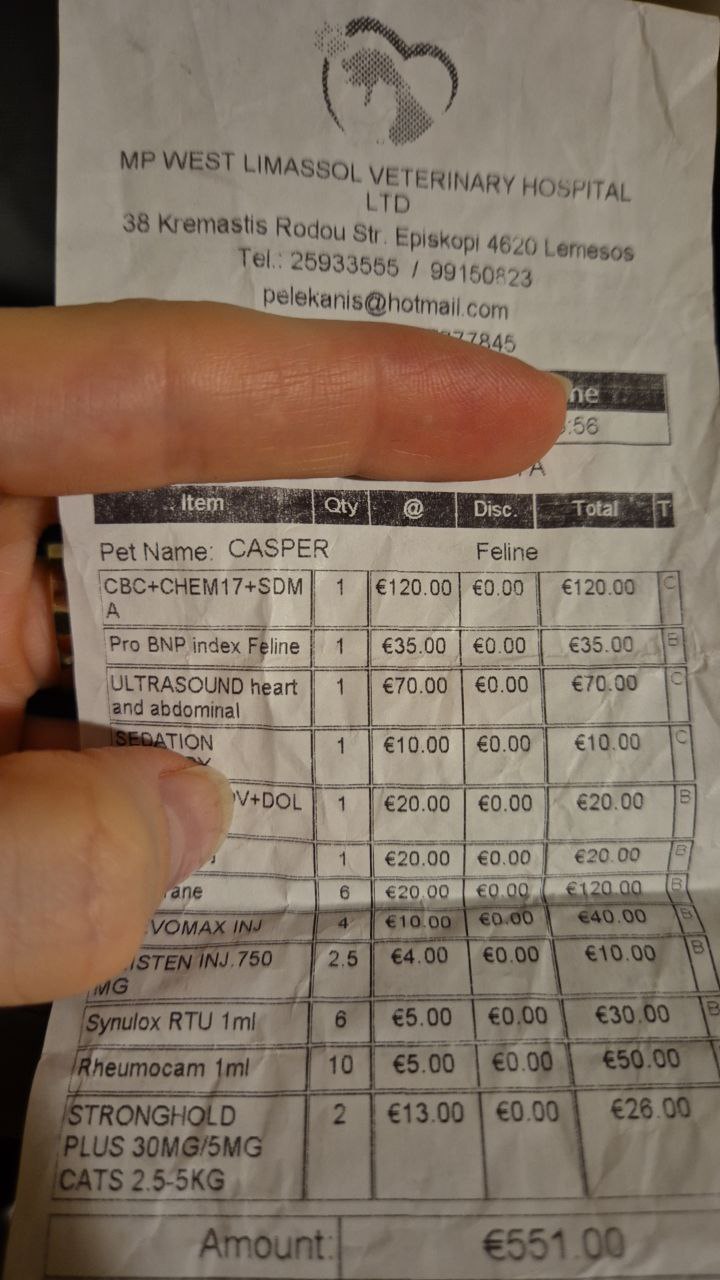 MP WEST LIMASSOL VETERINARY HOSPITAL
LTD
38 Kremastis Rodou Str. Episkopi 4620 Lemesos
Tel.: 25933555 / 99150823
pelekanis@hotmail.com
77845
:56
Item Qty @ Disc. Total T
Pet Name: CASPER Feline
CBC+CHEM17+SDM 1 €120.00 €0.00 €120.00 C
A
Pro BNP index Feline 1 €35.00 €0.00 €35.00 B
ULTRASOUND heart 1 €70.00 €0.00 €70.00 C
and abdominal
SEDATION 1 €10.00 €0.00 €10.00 C
V+DOL 1 €20.00 €0.00 €20.00 B
1 €20.00 €0.00 €20.00 B
ane 6 €20.00 €0.00 €120.00 B
VOMAX INJ 4 €10.00 €0.00 €40.00 B
ISTEN INJ.750 2.5 €4.00 €0.00 €10.00 B
MG
Synulox RTU 1ml 6 €5.00 €0.00 €30.00 B
Rheumocam 1ml 10 €5.00 €0.00 €50.00
STRONGHOLD 2 €13.00 €0.00 €26.00
PLUS 30MG/5MG
CATS 2.5-5KG
Amount: €551.00